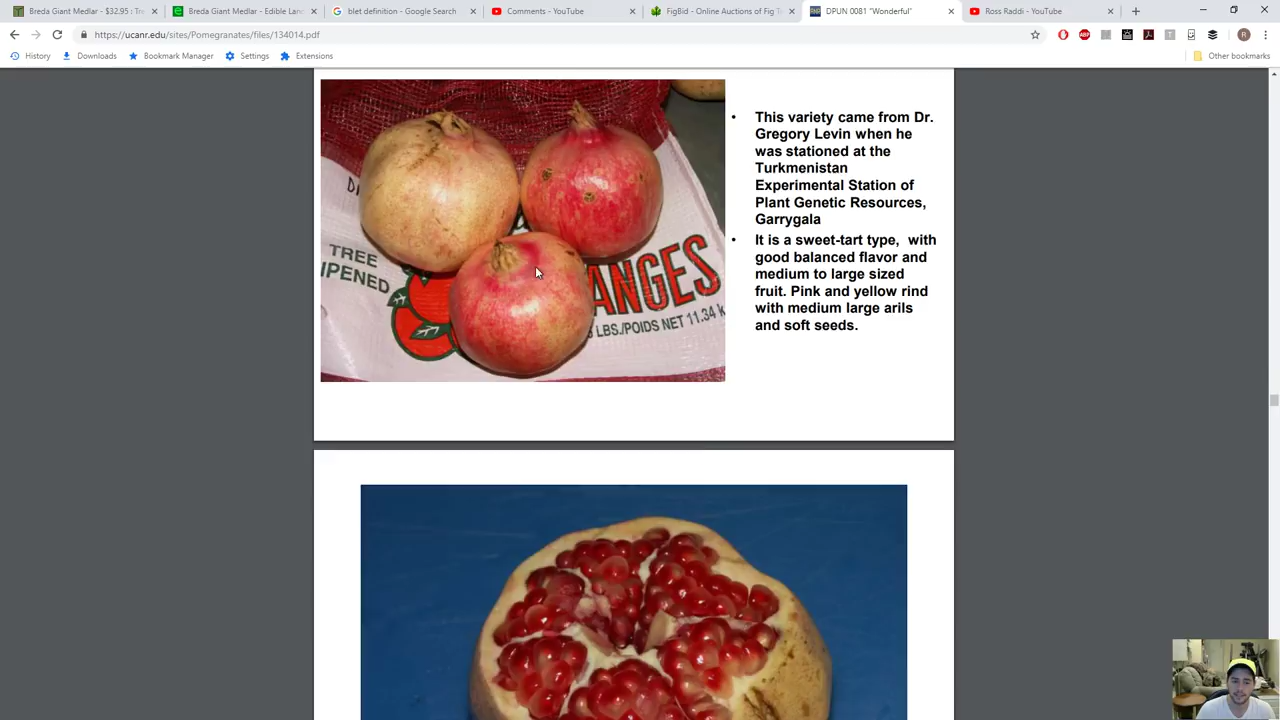 Breda Giant Medlar - $32.95 : Tro
Breda Giant Medlar - Edible Lanc
blet definition - Google Search
Comments - YouTube
FigBid - Online Auctions of Fig T
DPUN 0081 "Wonderful"
Ross Raddi - YouTube
https://ucanr.edu/sites/Pomegranates/files/134014.pdf
History
Downloads
Bookmark Manager
Settings
Extensions
Other bookmarks
TREE
IPENED
ANGES
LBS./POIDS NET 11.34 k
• This variety came from Dr.
Gregory Levin when he
was stationed at the
Turkmenistan
Experimental Station of
Plant Genetic Resources,
Garrygala
• It is a sweet-tart type, with
good balanced flavor and
medium to large sized
fruit. Pink and yellow rind
with medium large arils
and soft seeds.